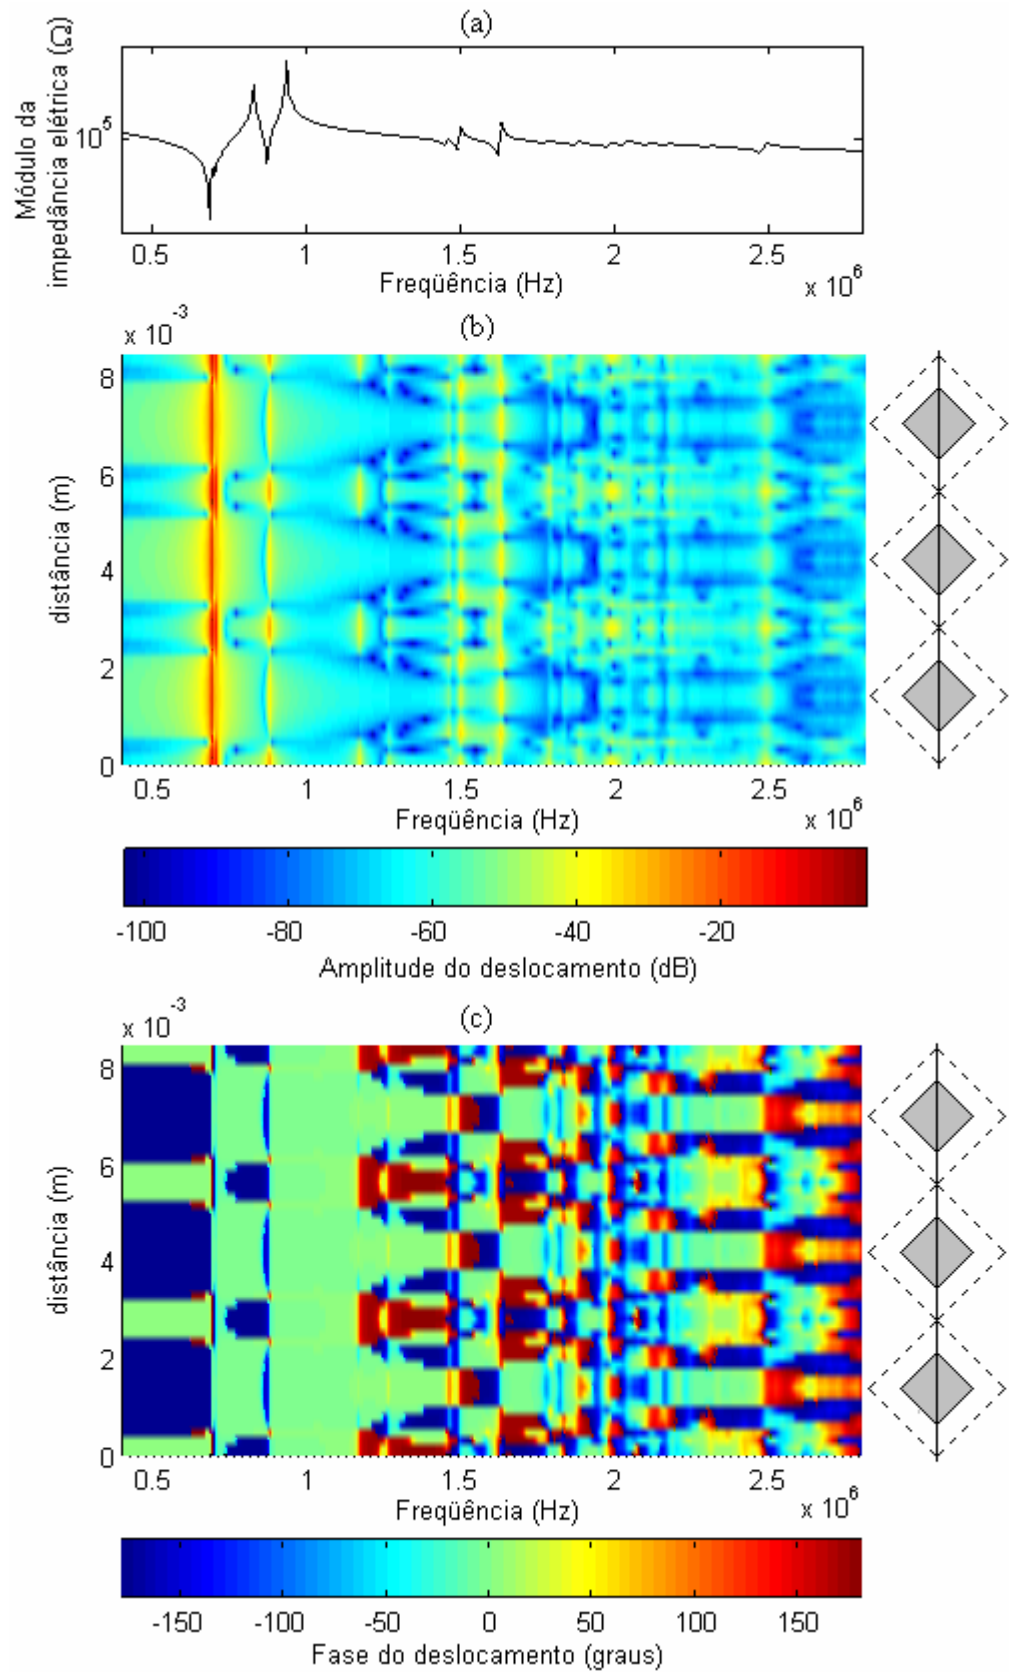 (a)
Módulo da
impedância elétrica (Ω)
10^5
0.5 1 1.5 2 2.5
Freqüência (Hz)
x 10^6
(b)
x 10^-3
8
6
4
2
0
distância (m)
0.5 1 1.5 2 2.5
Freqüência (Hz)
x 10^6
-100 -80 -60 -40 -20
Amplitude do deslocamento (dB)
(c)
x 10^-3
8
6
4
2
0
distância (m)
0.5 1 1.5 2 2.5
Freqüência (Hz)
x 10^6
-150 -100 -50 0 50 100 150
Fase do deslocamento (graus)